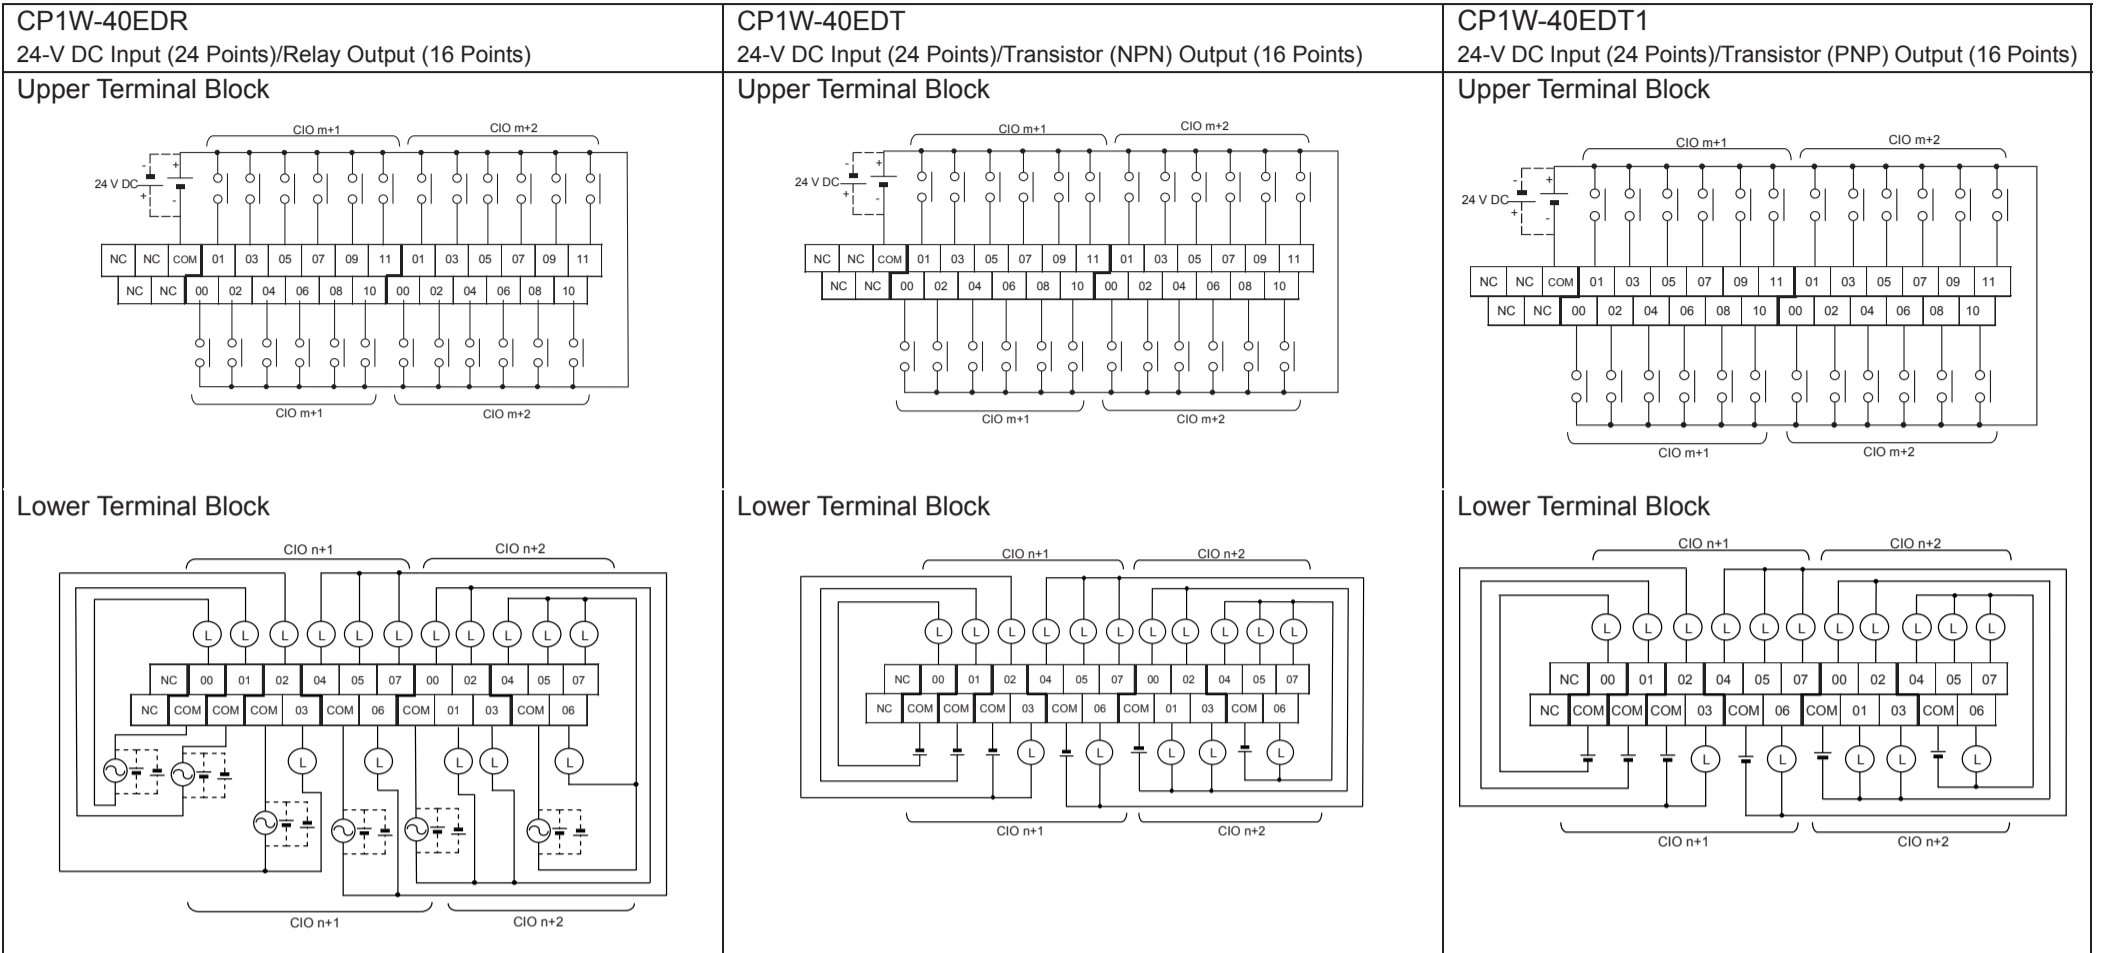 CP1W-40EDR
24-V DC Input (24 Points)/Relay Output (16 Points)
Upper Terminal Block
CIO m+1 CIO m+2
- +
24 V DC
+ -
NC NC COM 01 03 05 07 09 11 01 03 05 07 09 11
NC NC 00 02 04 06 08 10 00 02 04 06 08 10
CIO m+1 CIO m+2
Lower Terminal Block
CIO n+1 CIO n+2
L L L L L L L L L L L
NC 00 01 02 04 05 07 00 02 04 05 07
NC COM COM COM 03 COM 06 COM 01 03 COM 06
L L L L L
CIO n+1 CIO n+2
CP1W-40EDT
24-V DC Input (24 Points)/Transistor (NPN) Output (16 Points)
Upper Terminal Block
CIO m+1 CIO m+2
- +
24 V DC
+ -
NC NC COM 01 03 05 07 09 11 01 03 05 07 09 11
NC NC 00 02 04 06 08 10 00 02 04 06 08 10
CIO m+1 CIO m+2
Lower Terminal Block
CIO n+1 CIO n+2
L L L L L L L L L L L
NC 00 01 02 04 05 07 00 02 04 05 07
NC COM COM COM 03 COM 06 COM 01 03 COM 06
L L L L L
CIO n+1 CIO n+2
CP1W-40EDT1
24-V DC Input (24 Points)/Transistor (PNP) Output (16 Points)
Upper Terminal Block
CIO m+1 CIO m+2
- +
24 V DC
+ -
NC NC COM 01 03 05 07 09 11 01 03 05 07 09 11
NC NC 00 02 04 06 08 10 00 02 04 06 08 10
CIO m+1 CIO m+2
Lower Terminal Block
CIO n+1 CIO n+2
L L L L L L L L L L L
NC 00 01 02 04 05 07 00 02 04 05 07
NC COM COM COM 03 COM 06 COM 01 03 COM 06
L L L L L
CIO n+1 CIO n+2